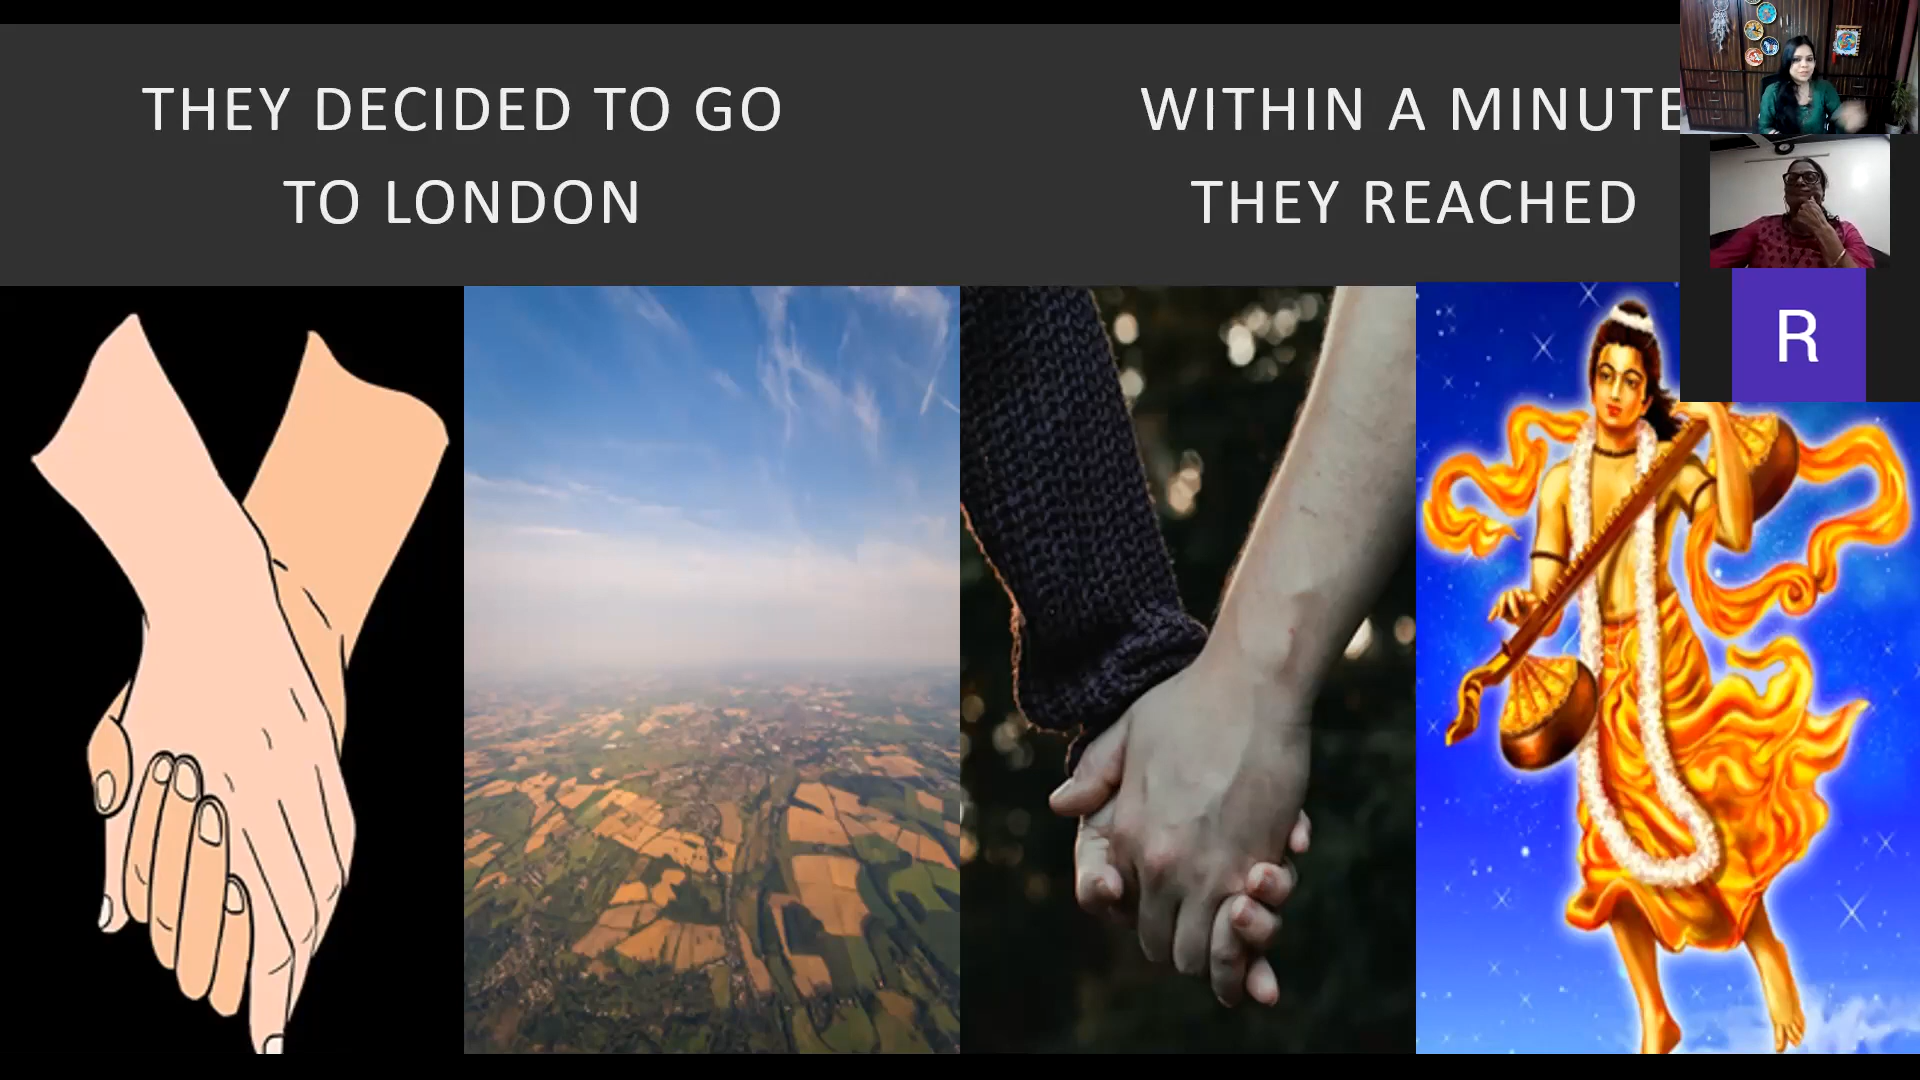 THEY DECIDED TO GO
TO LONDON
WITHIN A MINUTE
THEY REACHED
R